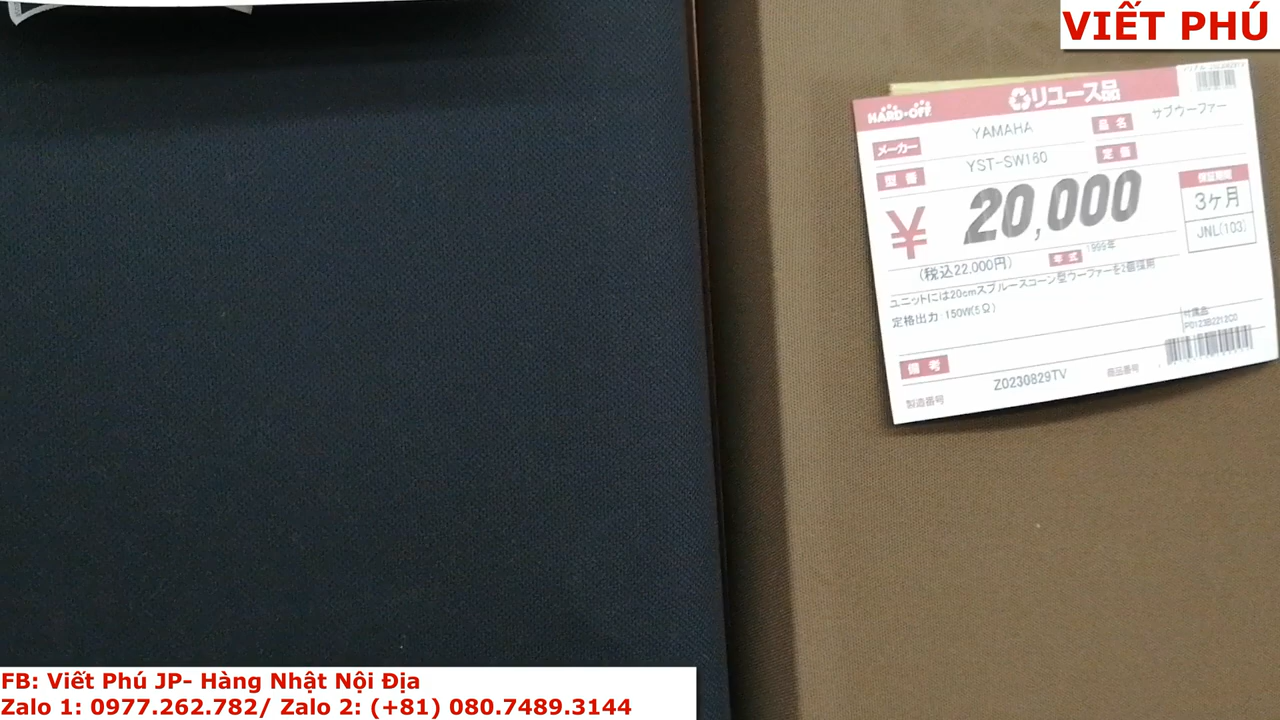 VIẾT PHÚ
HARD・OFF リユース品
メーカー YAMAHA 品名 サブウーファー
型番 YST-SW160 定価
¥ 20,000
保証期間
3ヶ月
JNL(103)
(税込22,000円) 年式 1999年
ユニットには20cmスプルースコーン型ウーファーを2個採用
定格出力:150W(5Ω)
付属品
P0123B2212C0
備考
製造番号 Z0230829TV 商品番号
FB: Viết Phú JP- Hàng Nhật Nội Địa
Zalo 1: 0977.262.782/ Zalo 2: (+81) 080.7489.3144